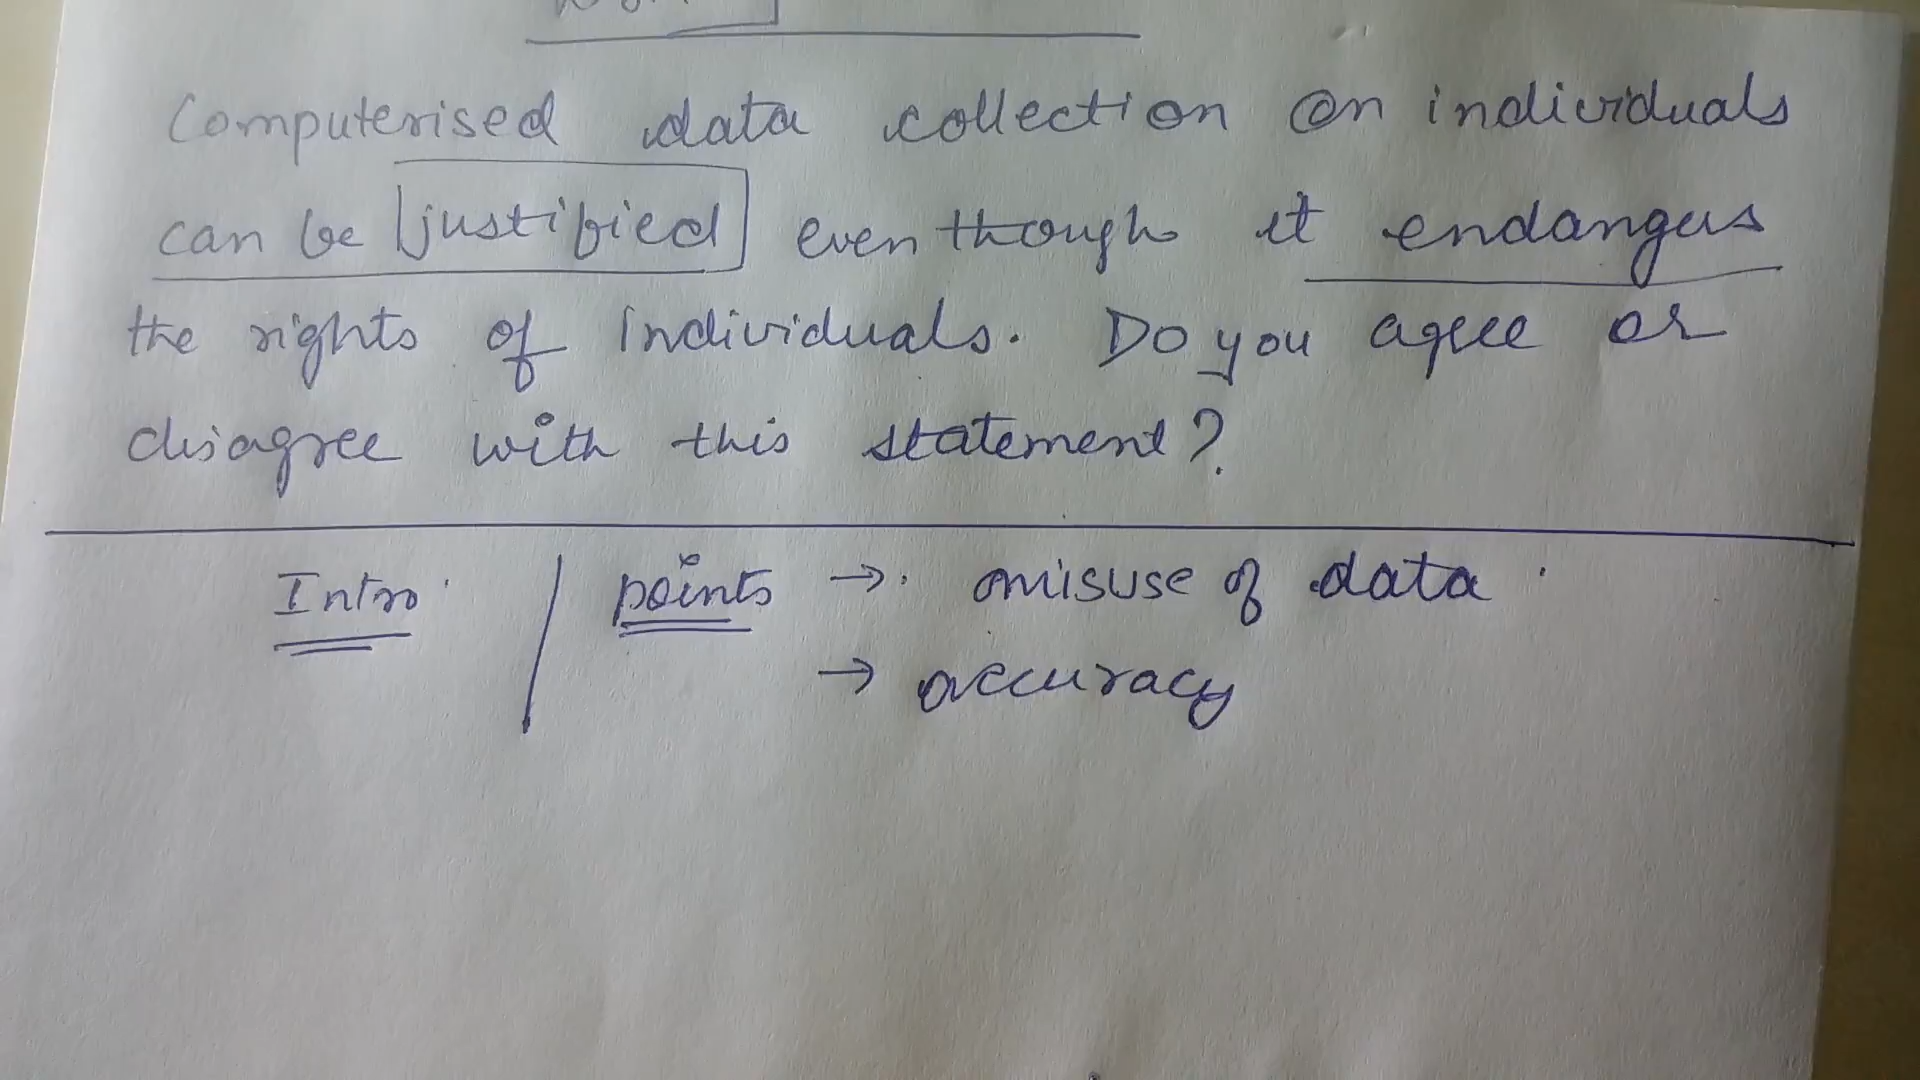 Computerised data collection on individuals
can be justified even though it endangers
the rights of individuals. Do you agree or
disagree with this statement?
Intro. points → misuse of data.
→ accuracy